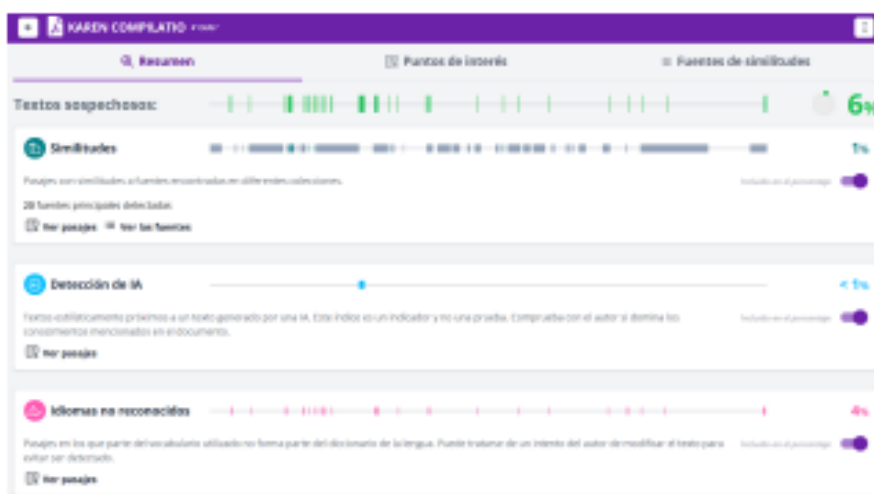 KAREN COMPILATIO
Resumen
Puntos de interés
Fuentes de similitudes
Textos sospechosos:
6%
Similitudes
1%
Pasajes con similitudes a fuentes encontradas en diferentes colecciones.
Incluido en el porcentaje
20 fuentes principales detectadas
Ver pasajes
Ver las fuentes
Detección de IA
< 1%
Textos estilísticamente próximos a un texto generado por una IA. Este índice es un indicador y no una prueba. Comprueba con el autor si domina los
Incluido en el porcentaje
conocimientos mencionados en el documento.
Ver pasajes
Idiomas no reconocidos
4%
Pasajes en los que parte del vocabulario utilizado no forma parte del diccionario de la lengua. Puede tratarse de un intento del autor de modificar el texto para
Incluido en el porcentaje
evitar ser detectado.
Ver pasajes